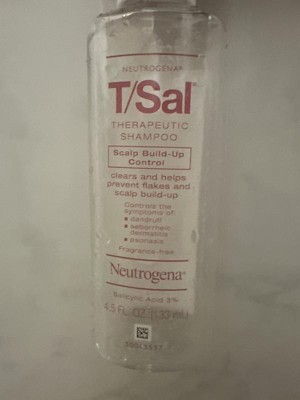 NEUTROGENA®
T/Sal®
THERAPEUTIC
SHAMPOO
Scalp Build-Up
Control
clears and helps
prevent flakes and
scalp build-up
Controls the
symptoms of:
▪ dandruff
▪ seborrheic
dermatitis
▪ psoriasis
Fragrance-free
Neutrogena®
Salicylic Acid 3%
4.5 FL OZ (133 mL)